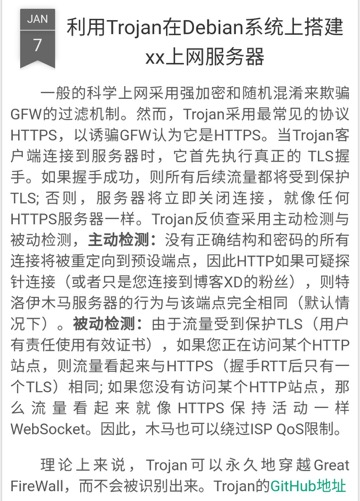 JAN
7
利用Trojan在Debian系统上搭建
xx上网服务器
一般的科学上网采用强加密和随机混淆来欺骗
GFW的过滤机制。然而，Trojan采用最常见的协议
HTTPS，以诱骗GFW认为它是HTTPS。当Trojan客
户端连接到服务器时，它首先执行真正的 TLS握
手。如果握手成功，则所有后续流量都将受到保护
TLS; 否则，服务器将立即关闭连接，就像任何
HTTPS服务器一样。Trojan反侦查采用主动检测与
被动检测，主动检测：没有正确结构和密码的所有
连接将被重定向到预设端点，因此HTTP如果可疑探
针连接（或者只是您连接到博客XD的粉丝），则特
洛伊木马服务器的行为与该端点完全相同（默认情
况下）。被动检测：由于流量受到保护TLS（用户
有责任使用有效证书），如果您正在访问某个HTTP
站点，则流量看起来与HTTPS（握手RTT后只有一
个TLS）相同; 如果您没有访问某个HTTP站点，那
么流量看起来就像HTTPS保持活动一样
WebSocket。因此，木马也可以绕过ISP QoS限制。
理论上来说，Trojan可以永久地穿越Great
FireWall，而不会被识别出来。Trojan的GitHub地址